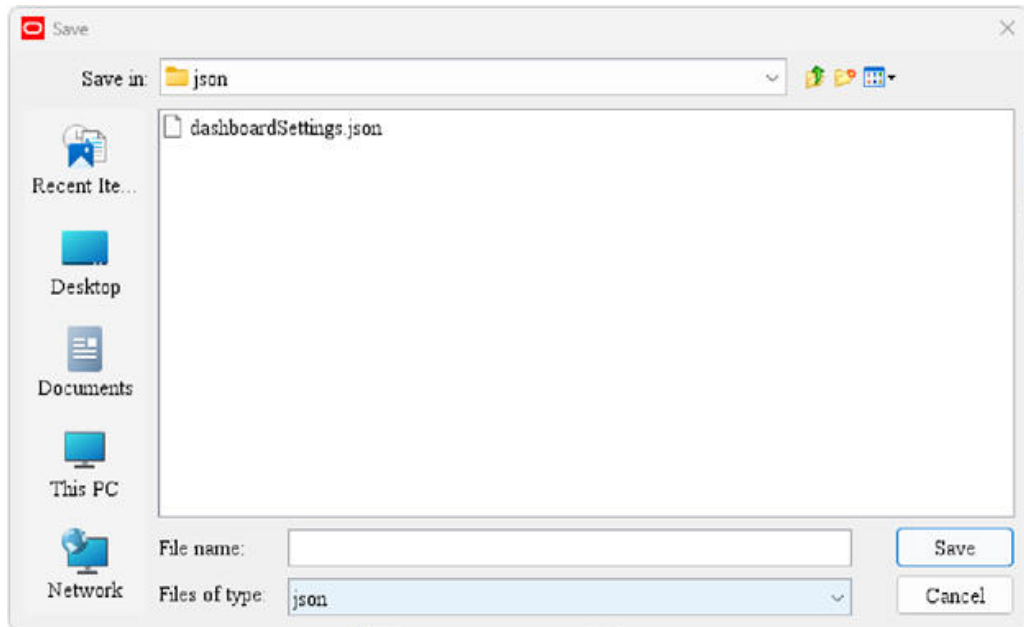 Save
Save in: json
dashboardSettings.json
Recent Ite...
Desktop
Documents
This PC
Network
File name:
Save
Files of type: json
Cancel